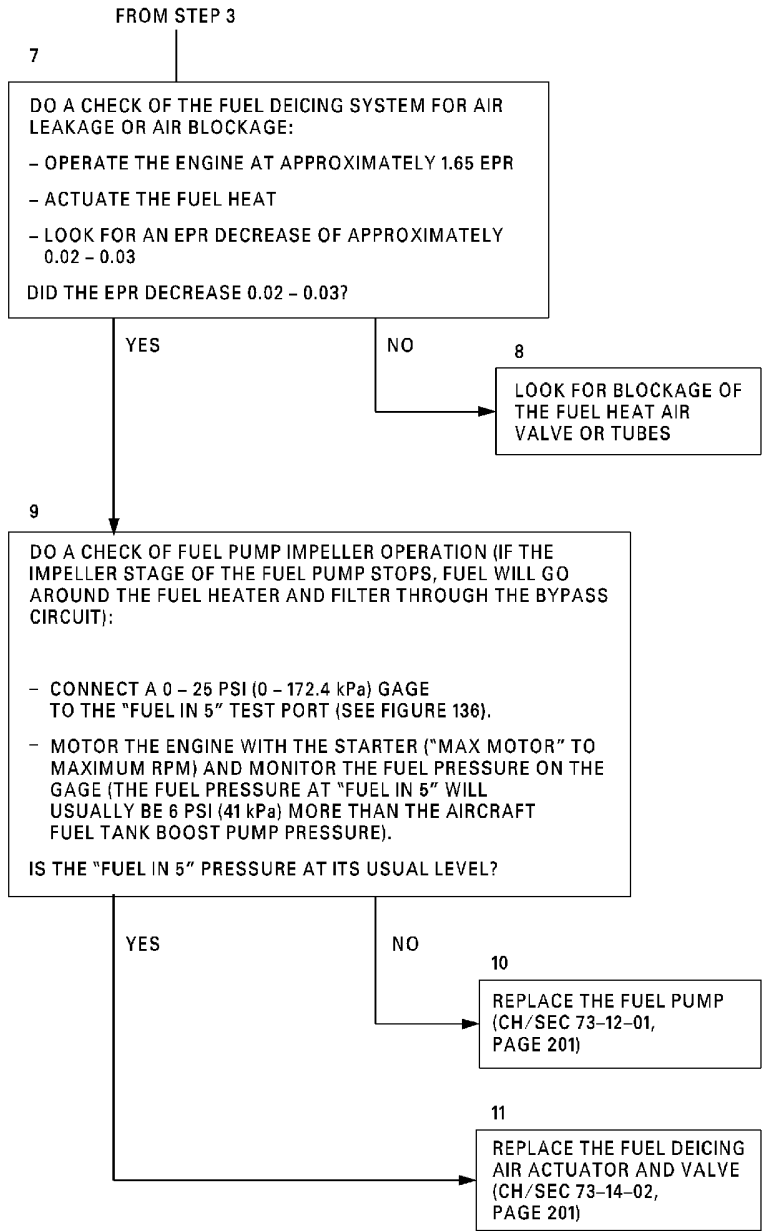 FROM STEP 3
7
DO A CHECK OF THE FUEL DEICING SYSTEM FOR AIR
LEAKAGE OR AIR BLOCKAGE:
– OPERATE THE ENGINE AT APPROXIMATELY 1.65 EPR
– ACTUATE THE FUEL HEAT
– LOOK FOR AN EPR DECREASE OF APPROXIMATELY
0.02 – 0.03
DID THE EPR DECREASE 0.02 – 0.03?
YES
NO
8
LOOK FOR BLOCKAGE OF
THE FUEL HEAT AIR
VALVE OR TUBES
9
DO A CHECK OF FUEL PUMP IMPELLER OPERATION (IF THE
IMPELLER STAGE OF THE FUEL PUMP STOPS, FUEL WILL GO
AROUND THE FUEL HEATER AND FILTER THROUGH THE BYPASS
CIRCUIT):
– CONNECT A 0 – 25 PSI (0 – 172.4 kPa) GAGE
TO THE "FUEL IN 5" TEST PORT (SEE FIGURE 136).
– MOTOR THE ENGINE WITH THE STARTER ("MAX MOTOR" TO
MAXIMUM RPM) AND MONITOR THE FUEL PRESSURE ON THE
GAGE (THE FUEL PRESSURE AT "FUEL IN 5" WILL
USUALLY BE 6 PSI (41 kPa) MORE THAN THE AIRCRAFT
FUEL TANK BOOST PUMP PRESSURE).
IS THE "FUEL IN 5" PRESSURE AT ITS USUAL LEVEL?
YES
NO
10
REPLACE THE FUEL PUMP
(CH/SEC 73–12–01,
PAGE 201)
11
REPLACE THE FUEL DEICING
AIR ACTUATOR AND VALVE
(CH/SEC 73–14–02,
PAGE 201)